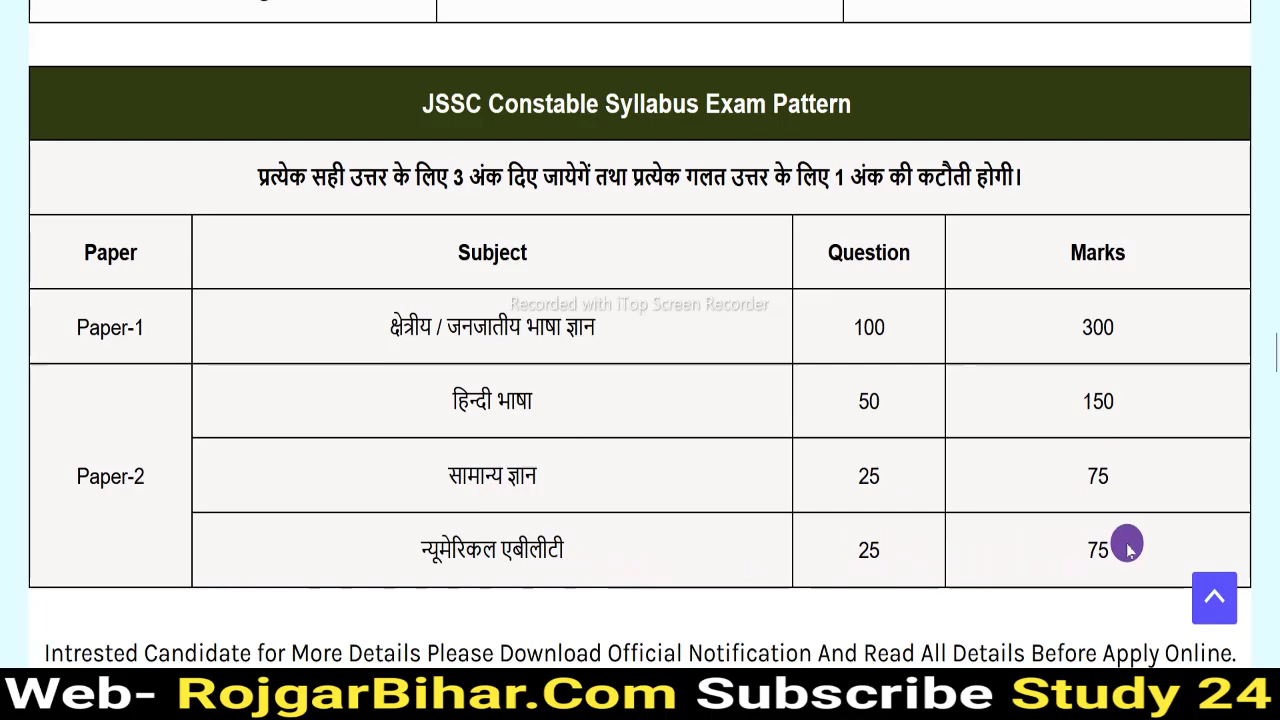 JSSC Constable Syllabus Exam Pattern
प्रत्येक सही उत्तर के लिए 3 अंक दिए जायेगें तथा प्रत्येक गलत उत्तर के लिए 1 अंक की कटौती होगी।
Paper Subject Question Marks
Recorded with iTop Screen Recorder
Paper-1 क्षेत्रीय / जनजातीय भाषा ज्ञान 100 300
हिन्दी भाषा 50 150
Paper-2 सामान्य ज्ञान 25 75
न्यूमेरिकल एबीलीटी 25 75
Intrested Candidate for More Details Please Download Official Notification And Read All Details Before Apply Online.
Web- RojgarBihar.Com Subscribe Study 24